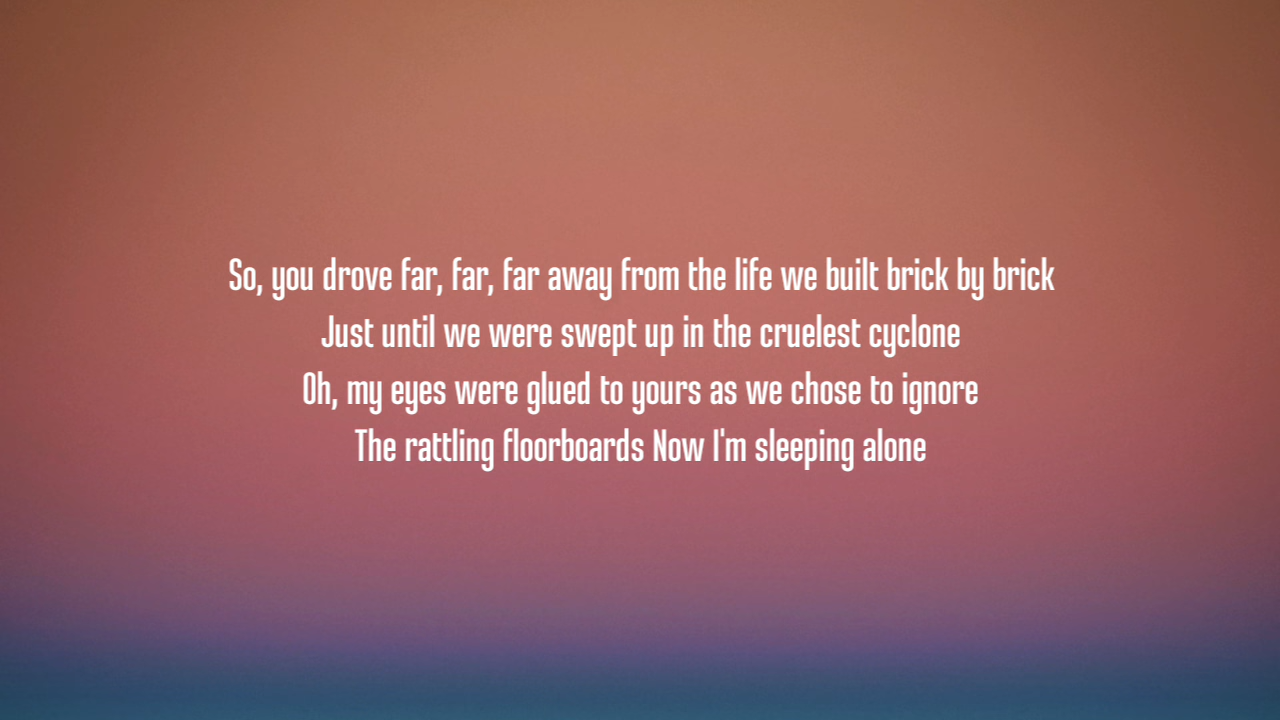 So, you drove far, far, far away from the life we built brick by brick
Just until we were swept up in the cruelest cyclone
Oh, my eyes were glued to yours as we chose to ignore
The rattling floorboards Now I'm sleeping alone